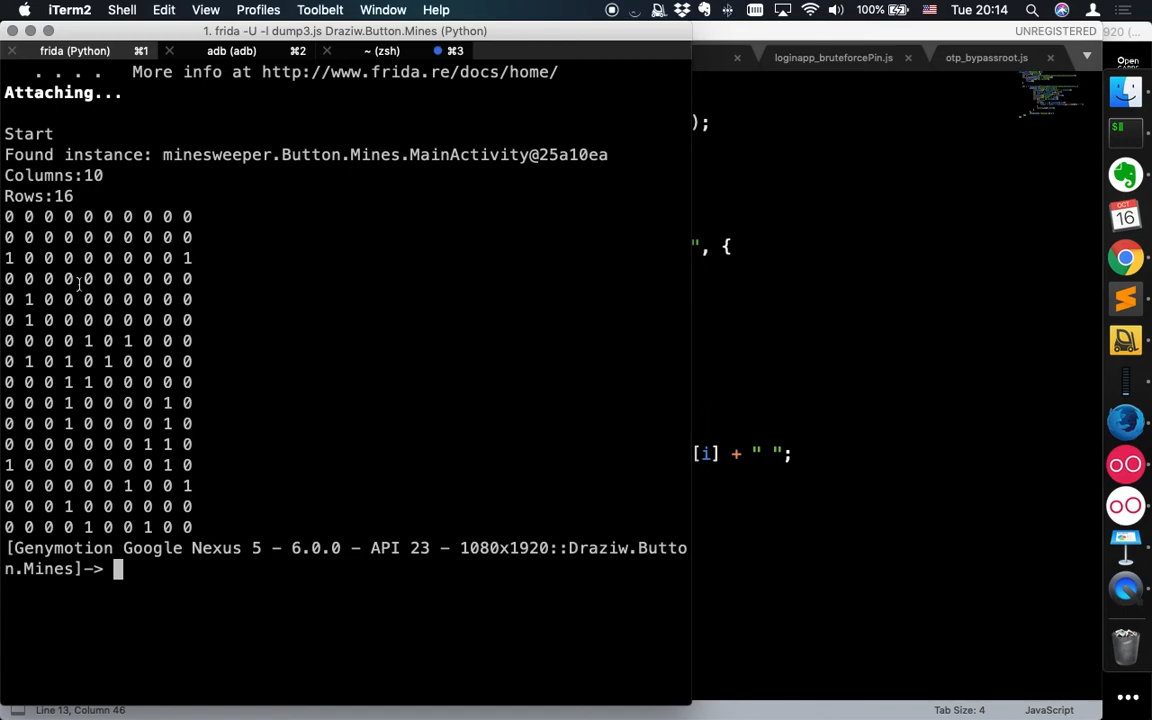 iTerm2 Shell Edit View Profiles Toolbelt Window Help 100% Tue 20:14
1. frida -U -l dump3.js Draziw.Button.Mines (Python)
UNREGISTERED
frida (Python) ⌘1 adb (adb) ⌘2 ~ (zsh) ⌘3
loginapp_bruteforcePin.js otp_bypassroot.js
. . . . More info at http://www.frida.re/docs/home/
Attaching...
);
Start
Found instance: minesweeper.Button.Mines.MainActivity@25a10ea
Columns:10
Rows:16
0 0 0 0 0 0 0 0 0 0
0 0 0 0 0 0 0 0 0 0
", {
1 0 0 0 0 0 0 0 0 1
0 0 0 0 0 0 0 0 0 0
0 1 0 0 0 0 0 0 0 0
0 1 0 0 0 0 0 0 0 0
0 0 0 0 1 0 1 0 0 0
0 1 0 1 0 1 0 0 0 0
0 0 0 1 1 0 0 0 0 0
0 0 0 1 0 0 0 0 1 0
0 0 0 1 0 0 0 0 1 0
0 0 0 0 0 0 0 1 1 0
[i] + " ";
1 0 0 0 0 0 0 0 1 0
0 0 0 0 0 0 1 0 0 1
0 0 0 1 0 0 0 0 0 0
0 0 0 0 1 0 0 1 0 0
[Genymotion Google Nexus 5 - 6.0.0 - API 23 - 1080x1920::Draziw.Butto
n.Mines]->
Line 13, Column 46
Tab Size: 4 JavaScript
Open
OCT
16